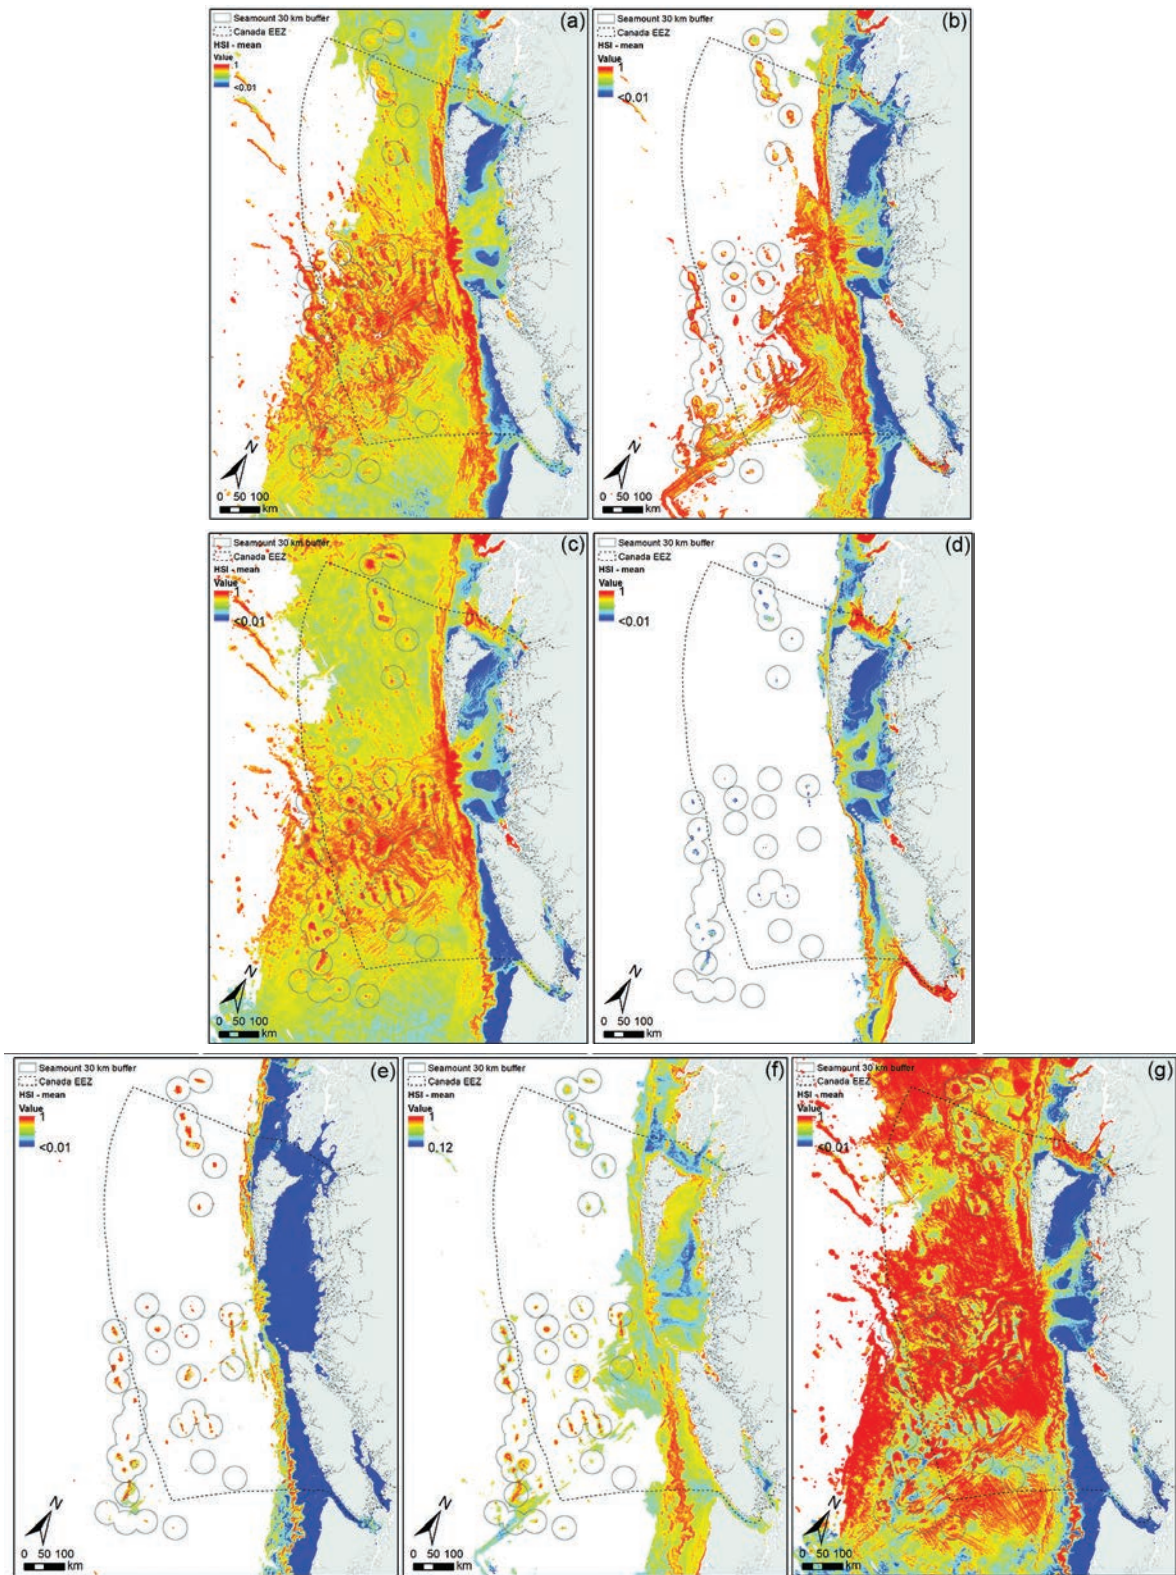 (a)
Seamount 30 km buffer
Canada EEZ
HSI - mean
Value
1
<0.01
N
0 50 100
km
(b)
Seamount 30 km buffer
Canada EEZ
HSI - mean
Value
1
<0.01
N
0 50 100
km
(c)
Seamount 30 km buffer
Canada EEZ
HSI - mean
Value
1
<0.01
N
0 50 100
km
(d)
Seamount 30 km buffer
Canada EEZ
HSI - mean
Value
1
<0.01
N
0 50 100
km
(e)
Seamount 30 km buffer
Canada EEZ
HSI - mean
Value
1
<0.01
N
0 50 100
km
(f)
Seamount 30 km buffer
Canada EEZ
HSI - mean
Value
1
0.12
N
0 50 100
km
(g)
Seamount 30 km buffer
Canada EEZ
HSI - mean
Value
1
<0.01
N
0 50 100
km